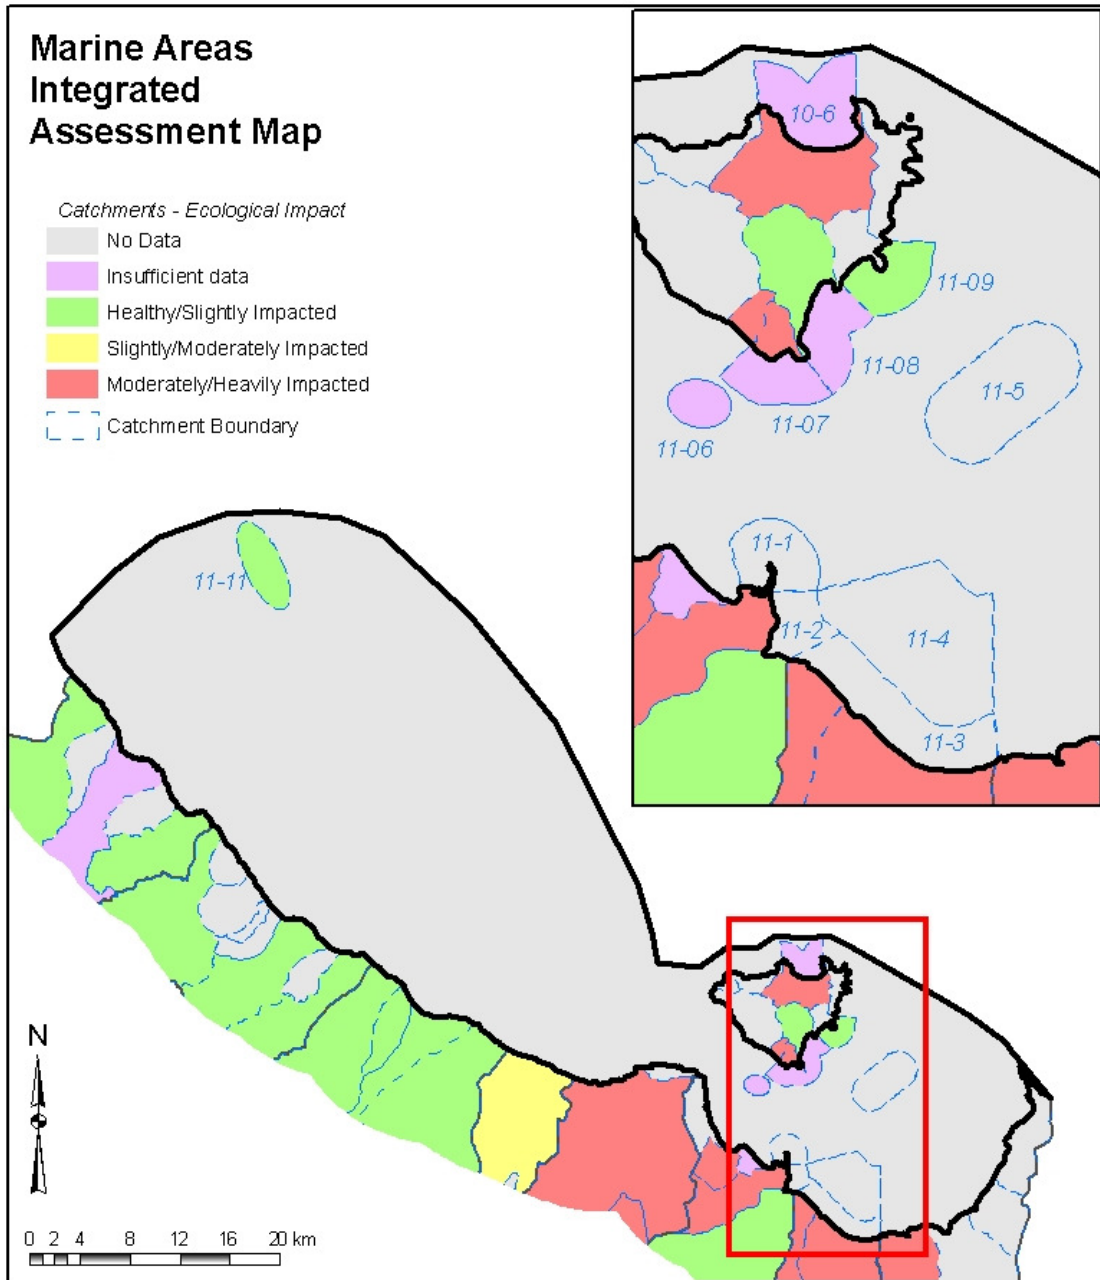 Marine Areas
Integrated
Assessment Map
Catchments - Ecological Impact
No Data
Insufficient data
Healthy/Slightly Impacted
Slightly/Moderately Impacted
Moderately/Heavily Impacted
Catchment Boundary
10-6
11-09
11-08
11-5
11-07
11-06
11-1
11-2
11-4
11-3
11-11
N
0 2 4 8 12 16 20 km